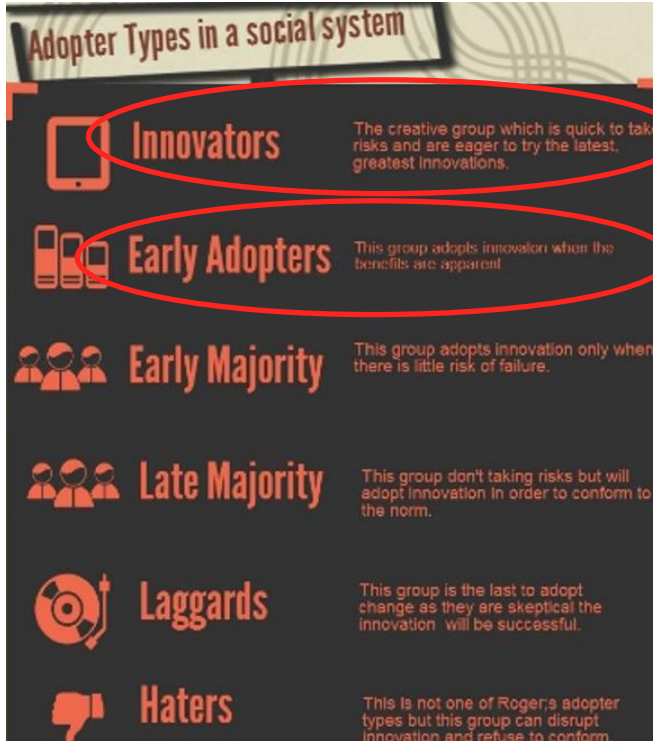 Adopter Types in a social system
Innovators
The creative group which is quick to take
risks and are eager to try the latest,
greatest Innovations.
Early Adopters
This group adopts innovaton when the
benefits are apparent
Early Majority
This group adopts innovation only when
there is little risk of failure.
Late Majority
This group don't taking risks but will
adopt innovation in order to conform to
the norm.
Laggards
This group is the last to adopt
change as they are skeptical the
innovation will be successful.
Haters
This is not one of Roger;s adopter
types but this group can disrupt
innovation and refuse to conform.